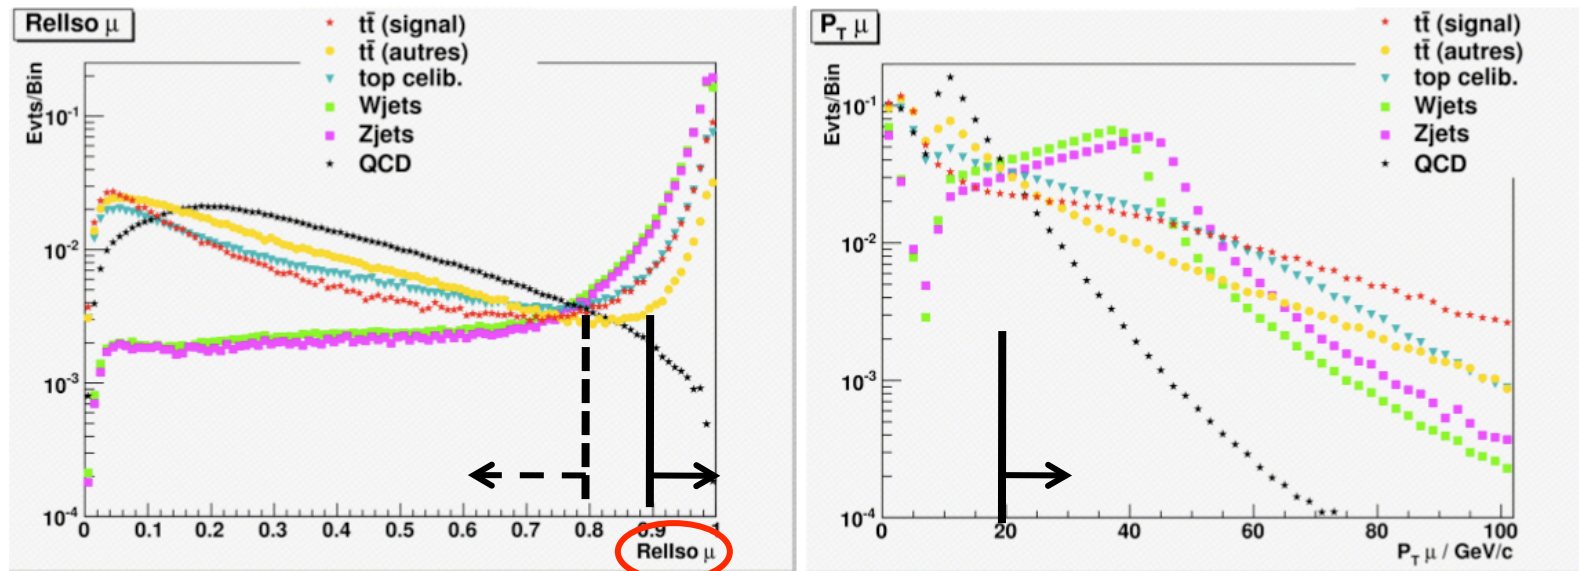 RelIso μ
tt̄ (signal)
tt̄ (autres)
top celib.
Wjets
Zjets
QCD
Evts/Bin
10⁻¹
10⁻²
10⁻³
10⁻⁴
0 0.1 0.2 0.3 0.4 0.5 0.6 0.7 0.8 0.9 1
RelIso μ
P_T μ
tt̄ (signal)
tt̄ (autres)
top celib.
Wjets
Zjets
QCD
Evts/Bin
10⁻¹
10⁻²
10⁻³
10⁻⁴
0 20 40 60 80 100
P_T μ / GeV/c